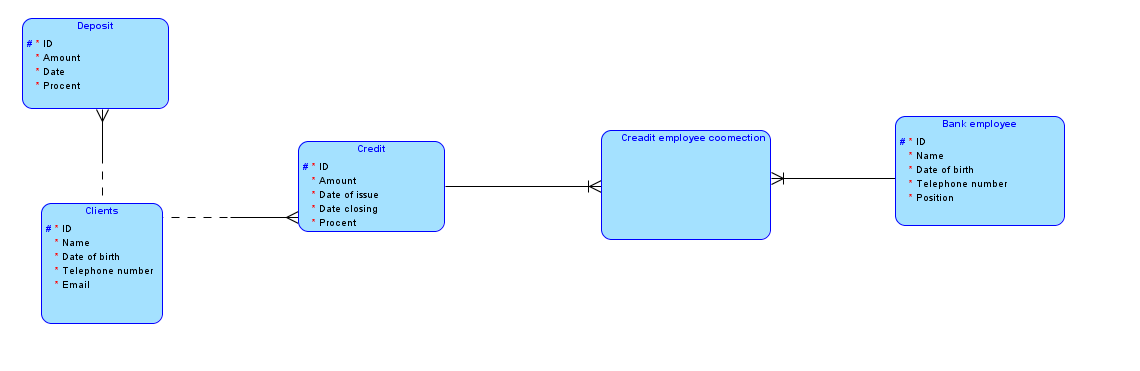 Deposit
# * ID
* Amount
* Date
* Procent
Clients
# * ID
* Name
* Date of birth
* Telephone number
* Email
Credit
# * ID
* Amount
* Date of issue
* Date closing
* Procent
Creadit employee coomection
Bank employee
# * ID
* Name
* Date of birth
* Telephone number
* Position